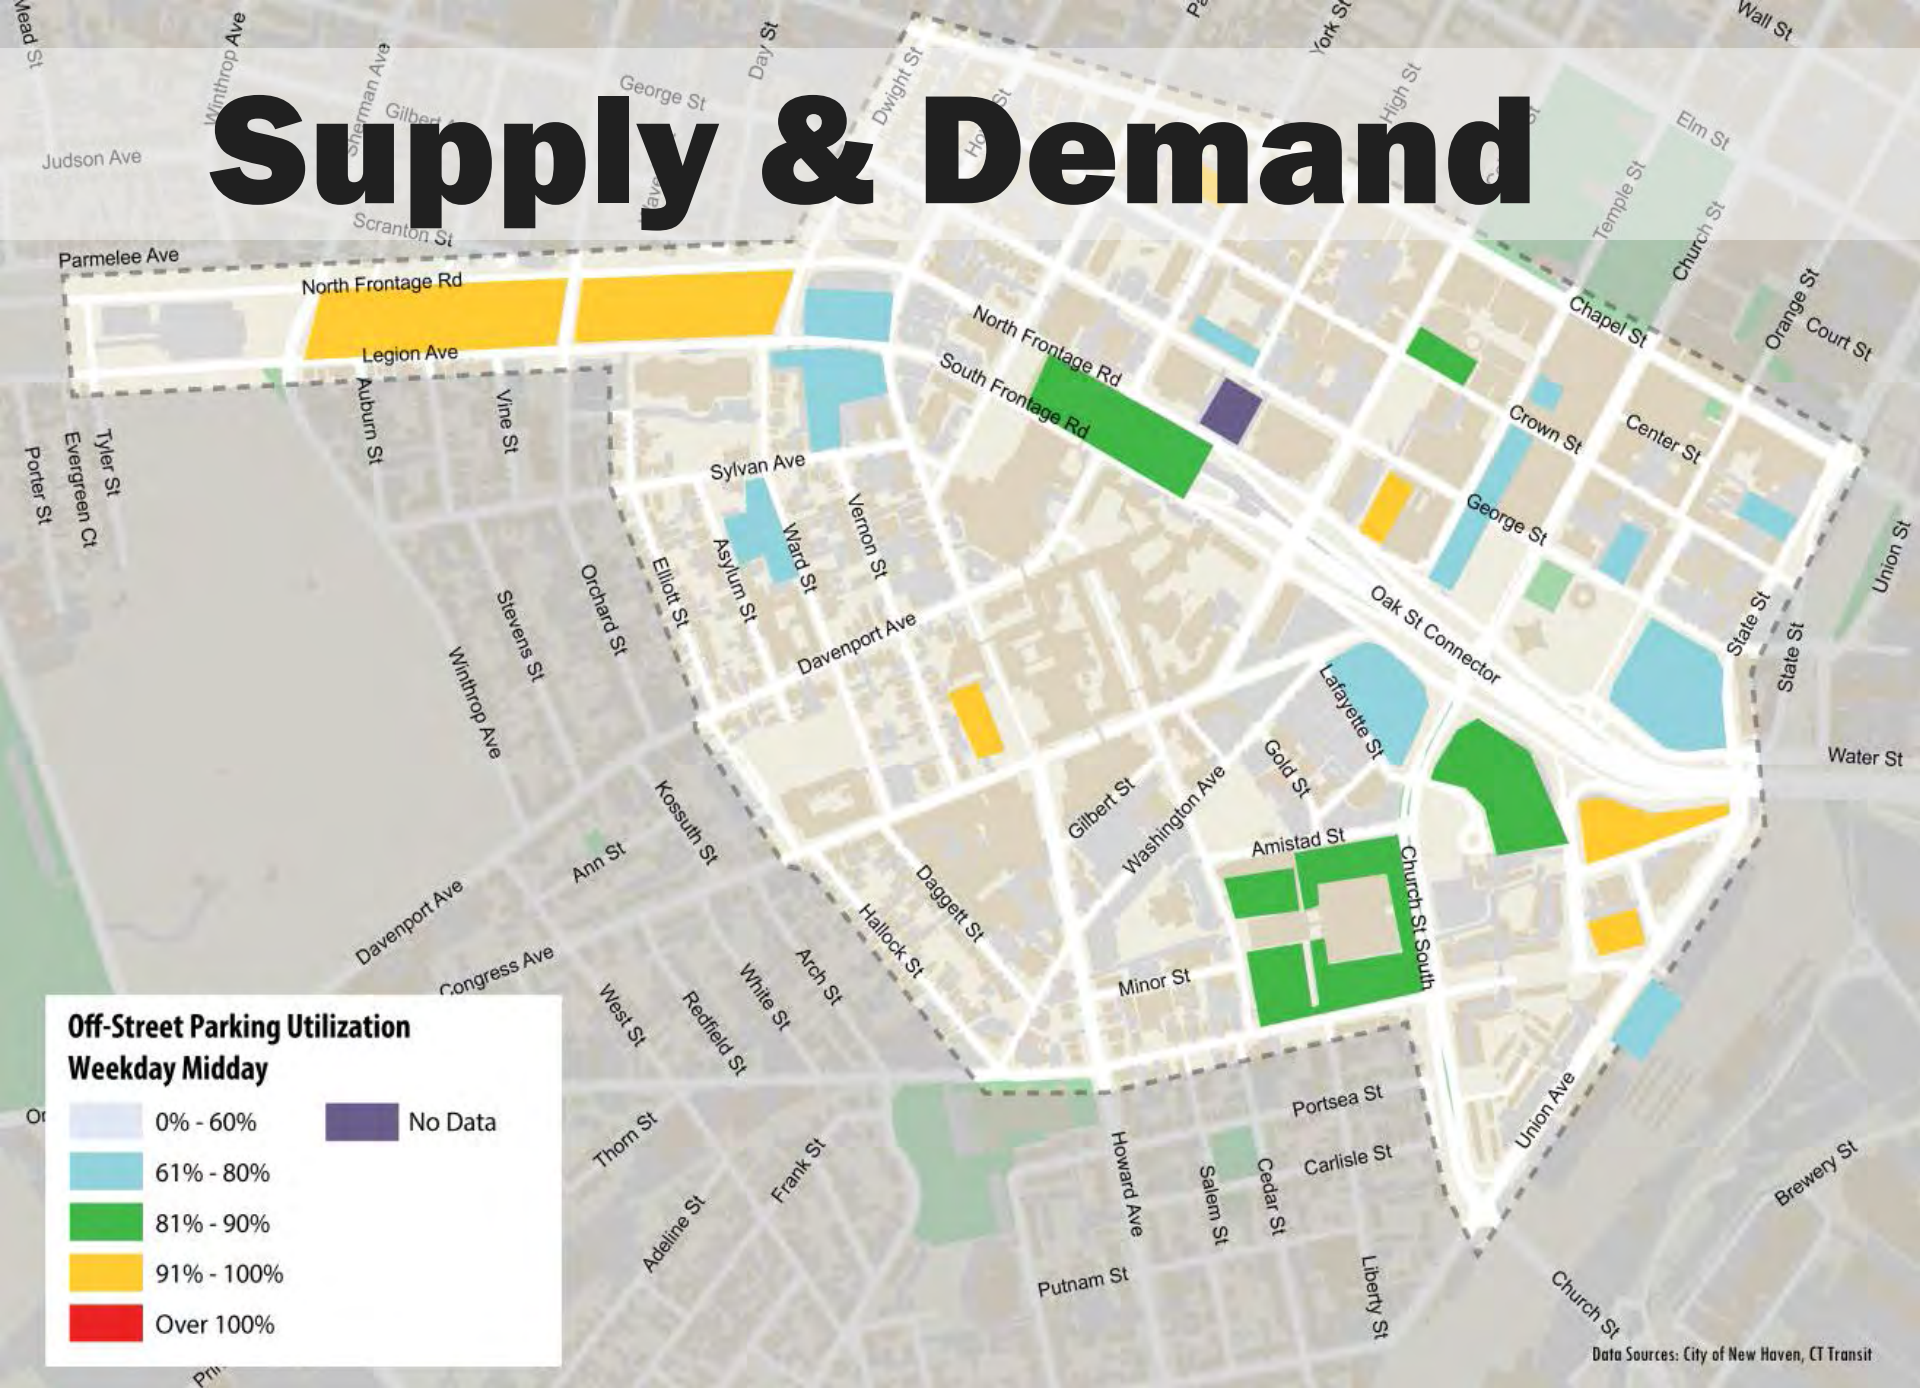 Mead St
Winthrop Ave
Sherman Ave
Day St
York St
Wall St
George St
Dwight St
High St
Elm St
Judson Ave
Supply & Demand
Temple St
Church St
Scranton St
Parmelee Ave
North Frontage Rd
Orange St
Court St
Chapel St
North Frontage Rd
Legion Ave
South Frontage Rd
Auburn St
Vine St
Crown St
Center St
Porter St
Evergreen Ct
Tyler St
Sylvan Ave
Vernon St
George St
Union St
Elliott St
Asylum St
Ward St
Orchard St
Stevens St
Davenport Ave
Oak St Connector
State St
State St
Winthrop Ave
Lafayette St
Water St
Gold St
Kossuth St
Gilbert St
Washington Ave
Amistad St
Ann St
Church St South
Davenport Ave
Daggett St
Hallock St
Congress Ave
Arch St
White St
Minor St
West St
Redfield St
Union Ave
Portsea St
Thorn St
Frank St
Carlisle St
Howard Ave
Salem St
Cedar St
Brewery St
Adeline St
Putnam St
Liberty St
Church St
Off-Street Parking Utilization
Weekday Midday
0% - 60%
No Data
61% - 80%
81% - 90%
91% - 100%
Over 100%
Data Sources: City of New Haven, CT Transit